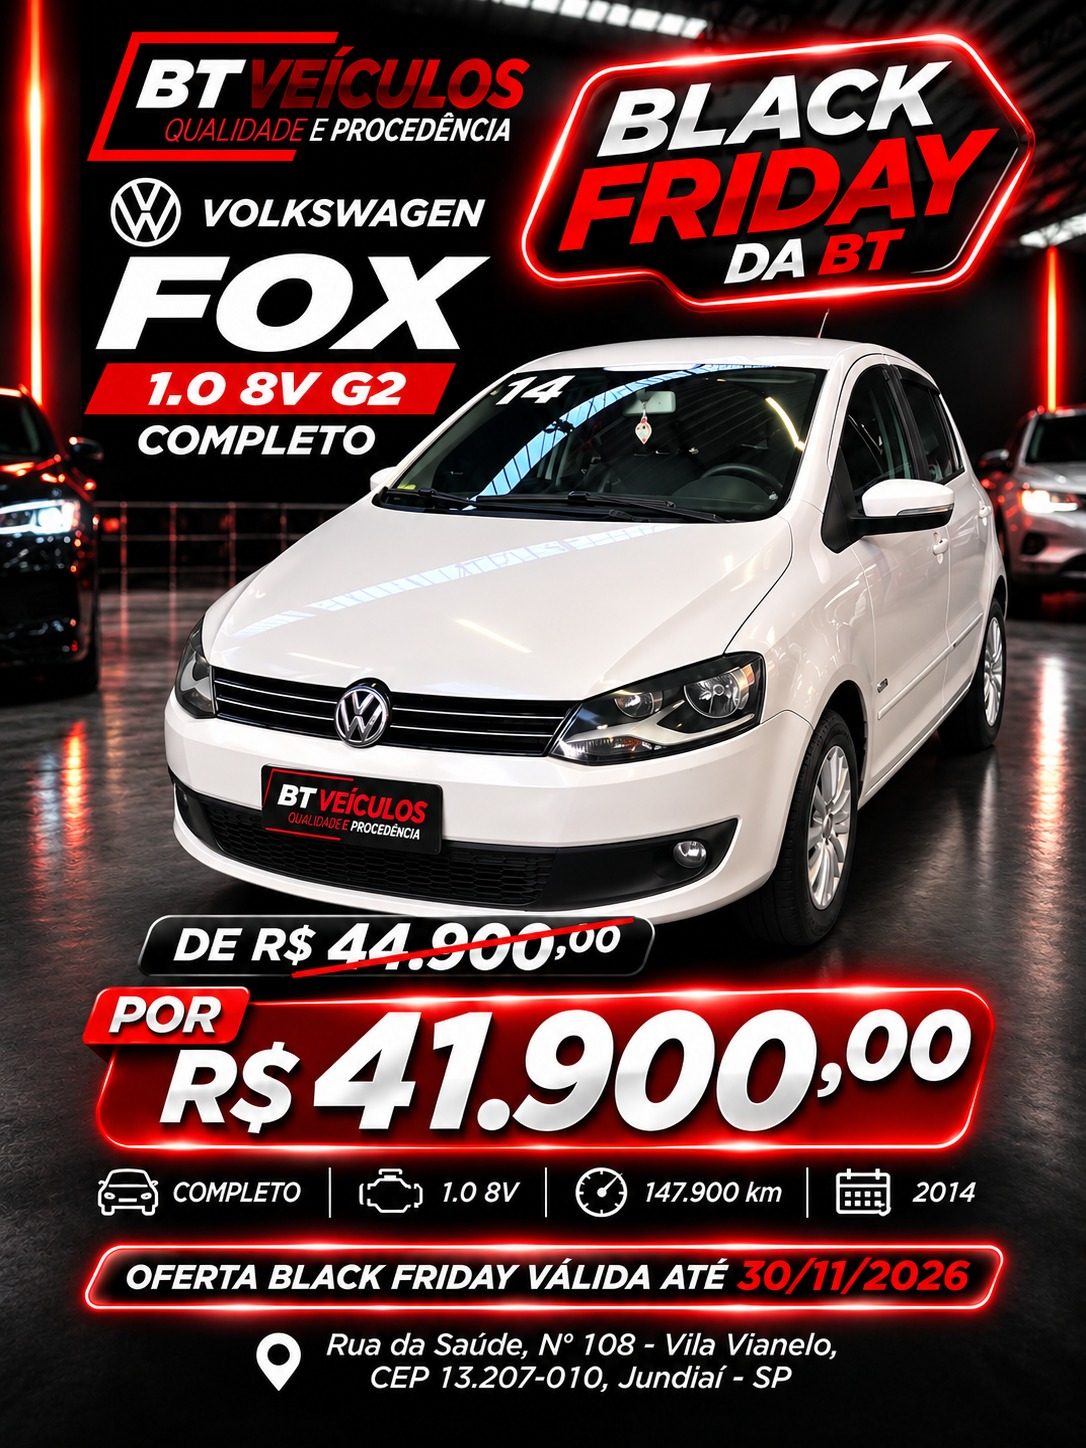 BT VEÍCULOS
QUALIDADE E PROCEDÊNCIA
BLACK
FRIDAY
DA BT
VOLKSWAGEN
FOX
1.0 8V G2
COMPLETO
14
BT VEÍCULOS
QUALIDADE E PROCEDÊNCIA
DE R$ 44.900,00
POR
R$ 41.900,00
COMPLETO
1.0 8V
147.900 km
2014
OFERTA BLACK FRIDAY VÁLIDA ATÉ 30/11/2026
Rua da Saúde, Nº 108 - Vila Vianelo,
CEP 13.207-010, Jundiaí - SP